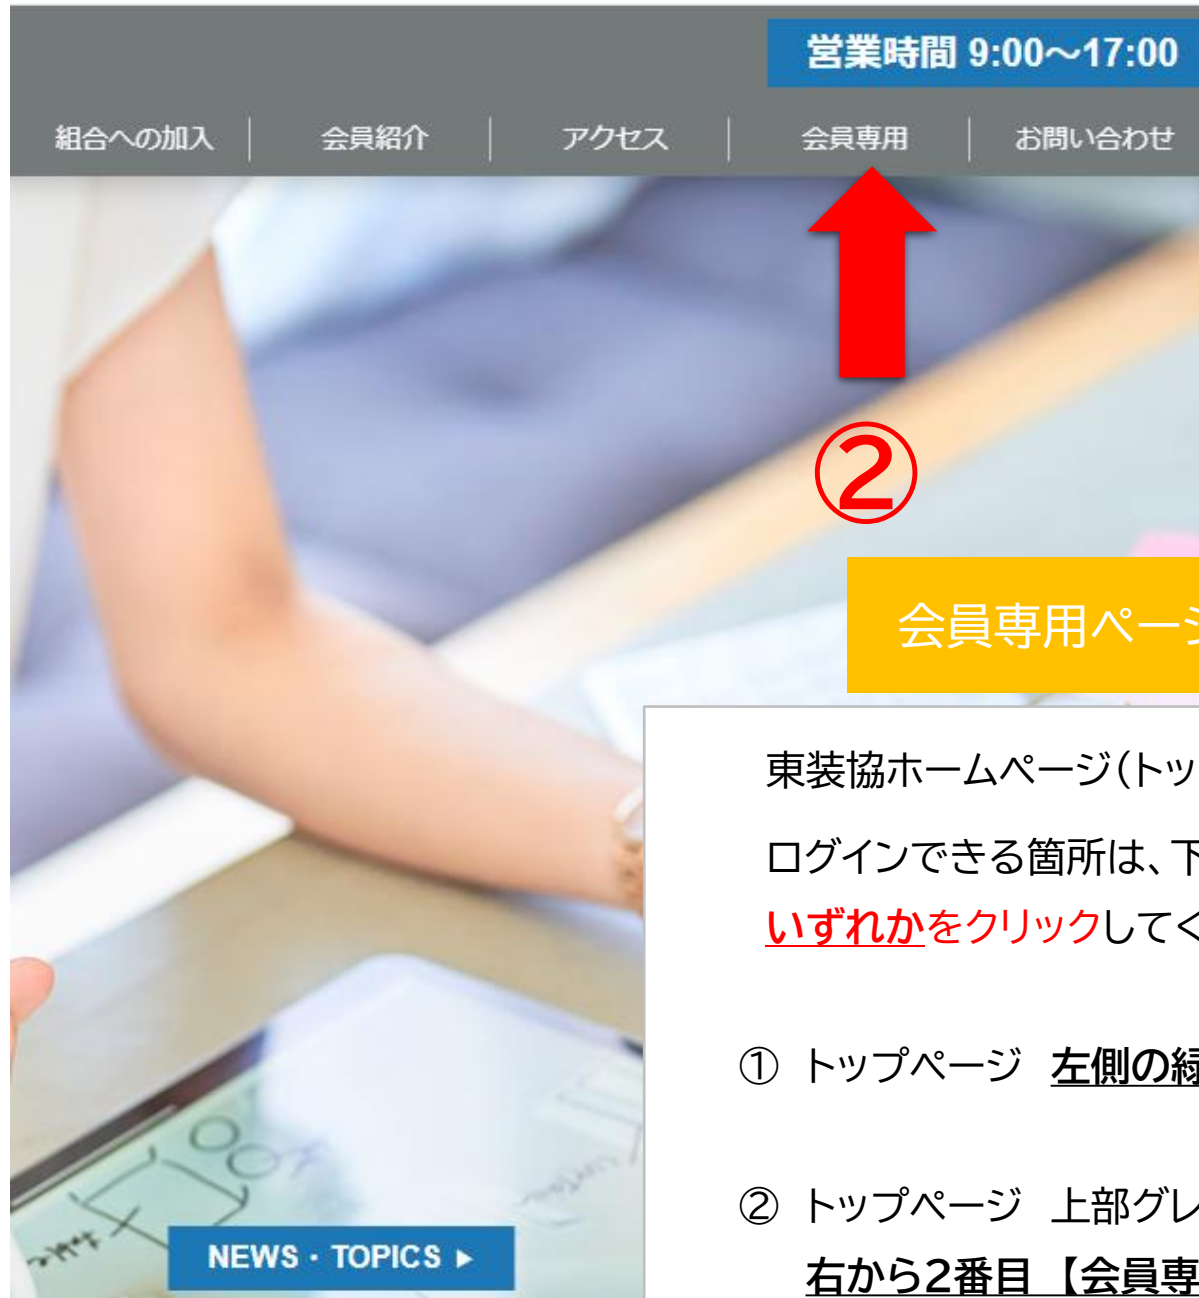 営業時間 9:00～17:00
組合への加入 会員紹介 アクセス 会員専用 お問い合わせ
②
会員専用ページ
東装協ホームページ（トッ
ログインできる箇所は、下
いずれかをクリックしてく
① トップページ 左側の緑
② トップページ 上部グレ
右から2番目【会員専
NEWS・TOPICS ▶